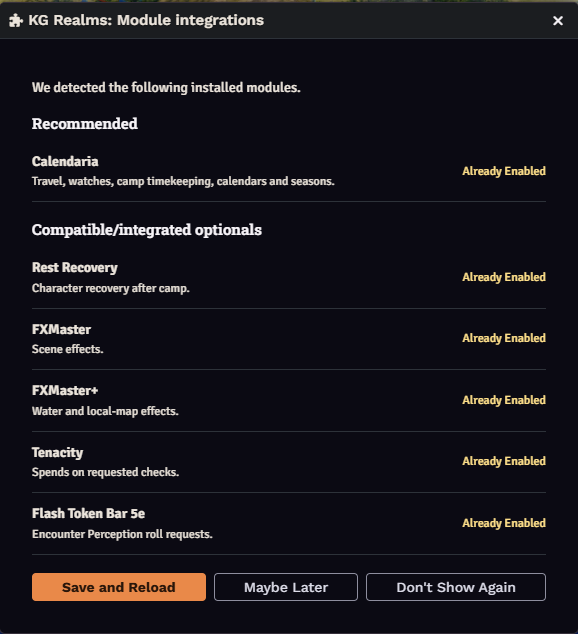 KG Realms: Module integrations
We detected the following installed modules.
Recommended
Calendaria
Already Enabled
Travel, watches, camp timekeeping, calendars and seasons.
Compatible/integrated optionals
Rest Recovery
Already Enabled
Character recovery after camp.
FXMaster
Already Enabled
Scene effects.
FXMaster+
Already Enabled
Water and local-map effects.
Tenacity
Already Enabled
Spends on requested checks.
Flash Token Bar 5e
Already Enabled
Encounter Perception roll requests.
Save and Reload
Maybe Later
Don't Show Again